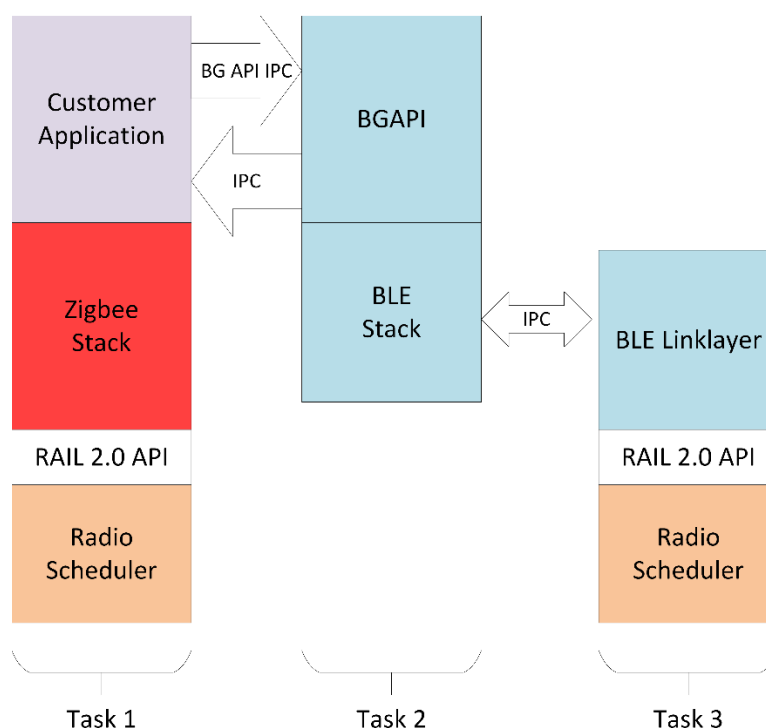 Customer
Application
BG API IPC
IPC
BGAPI
Zigbee
Stack
BLE
Stack
IPC
BLE Linklayer
RAIL 2.0 API
RAIL 2.0 API
Radio
Scheduler
Radio
Scheduler
Task 1
Task 2
Task 3